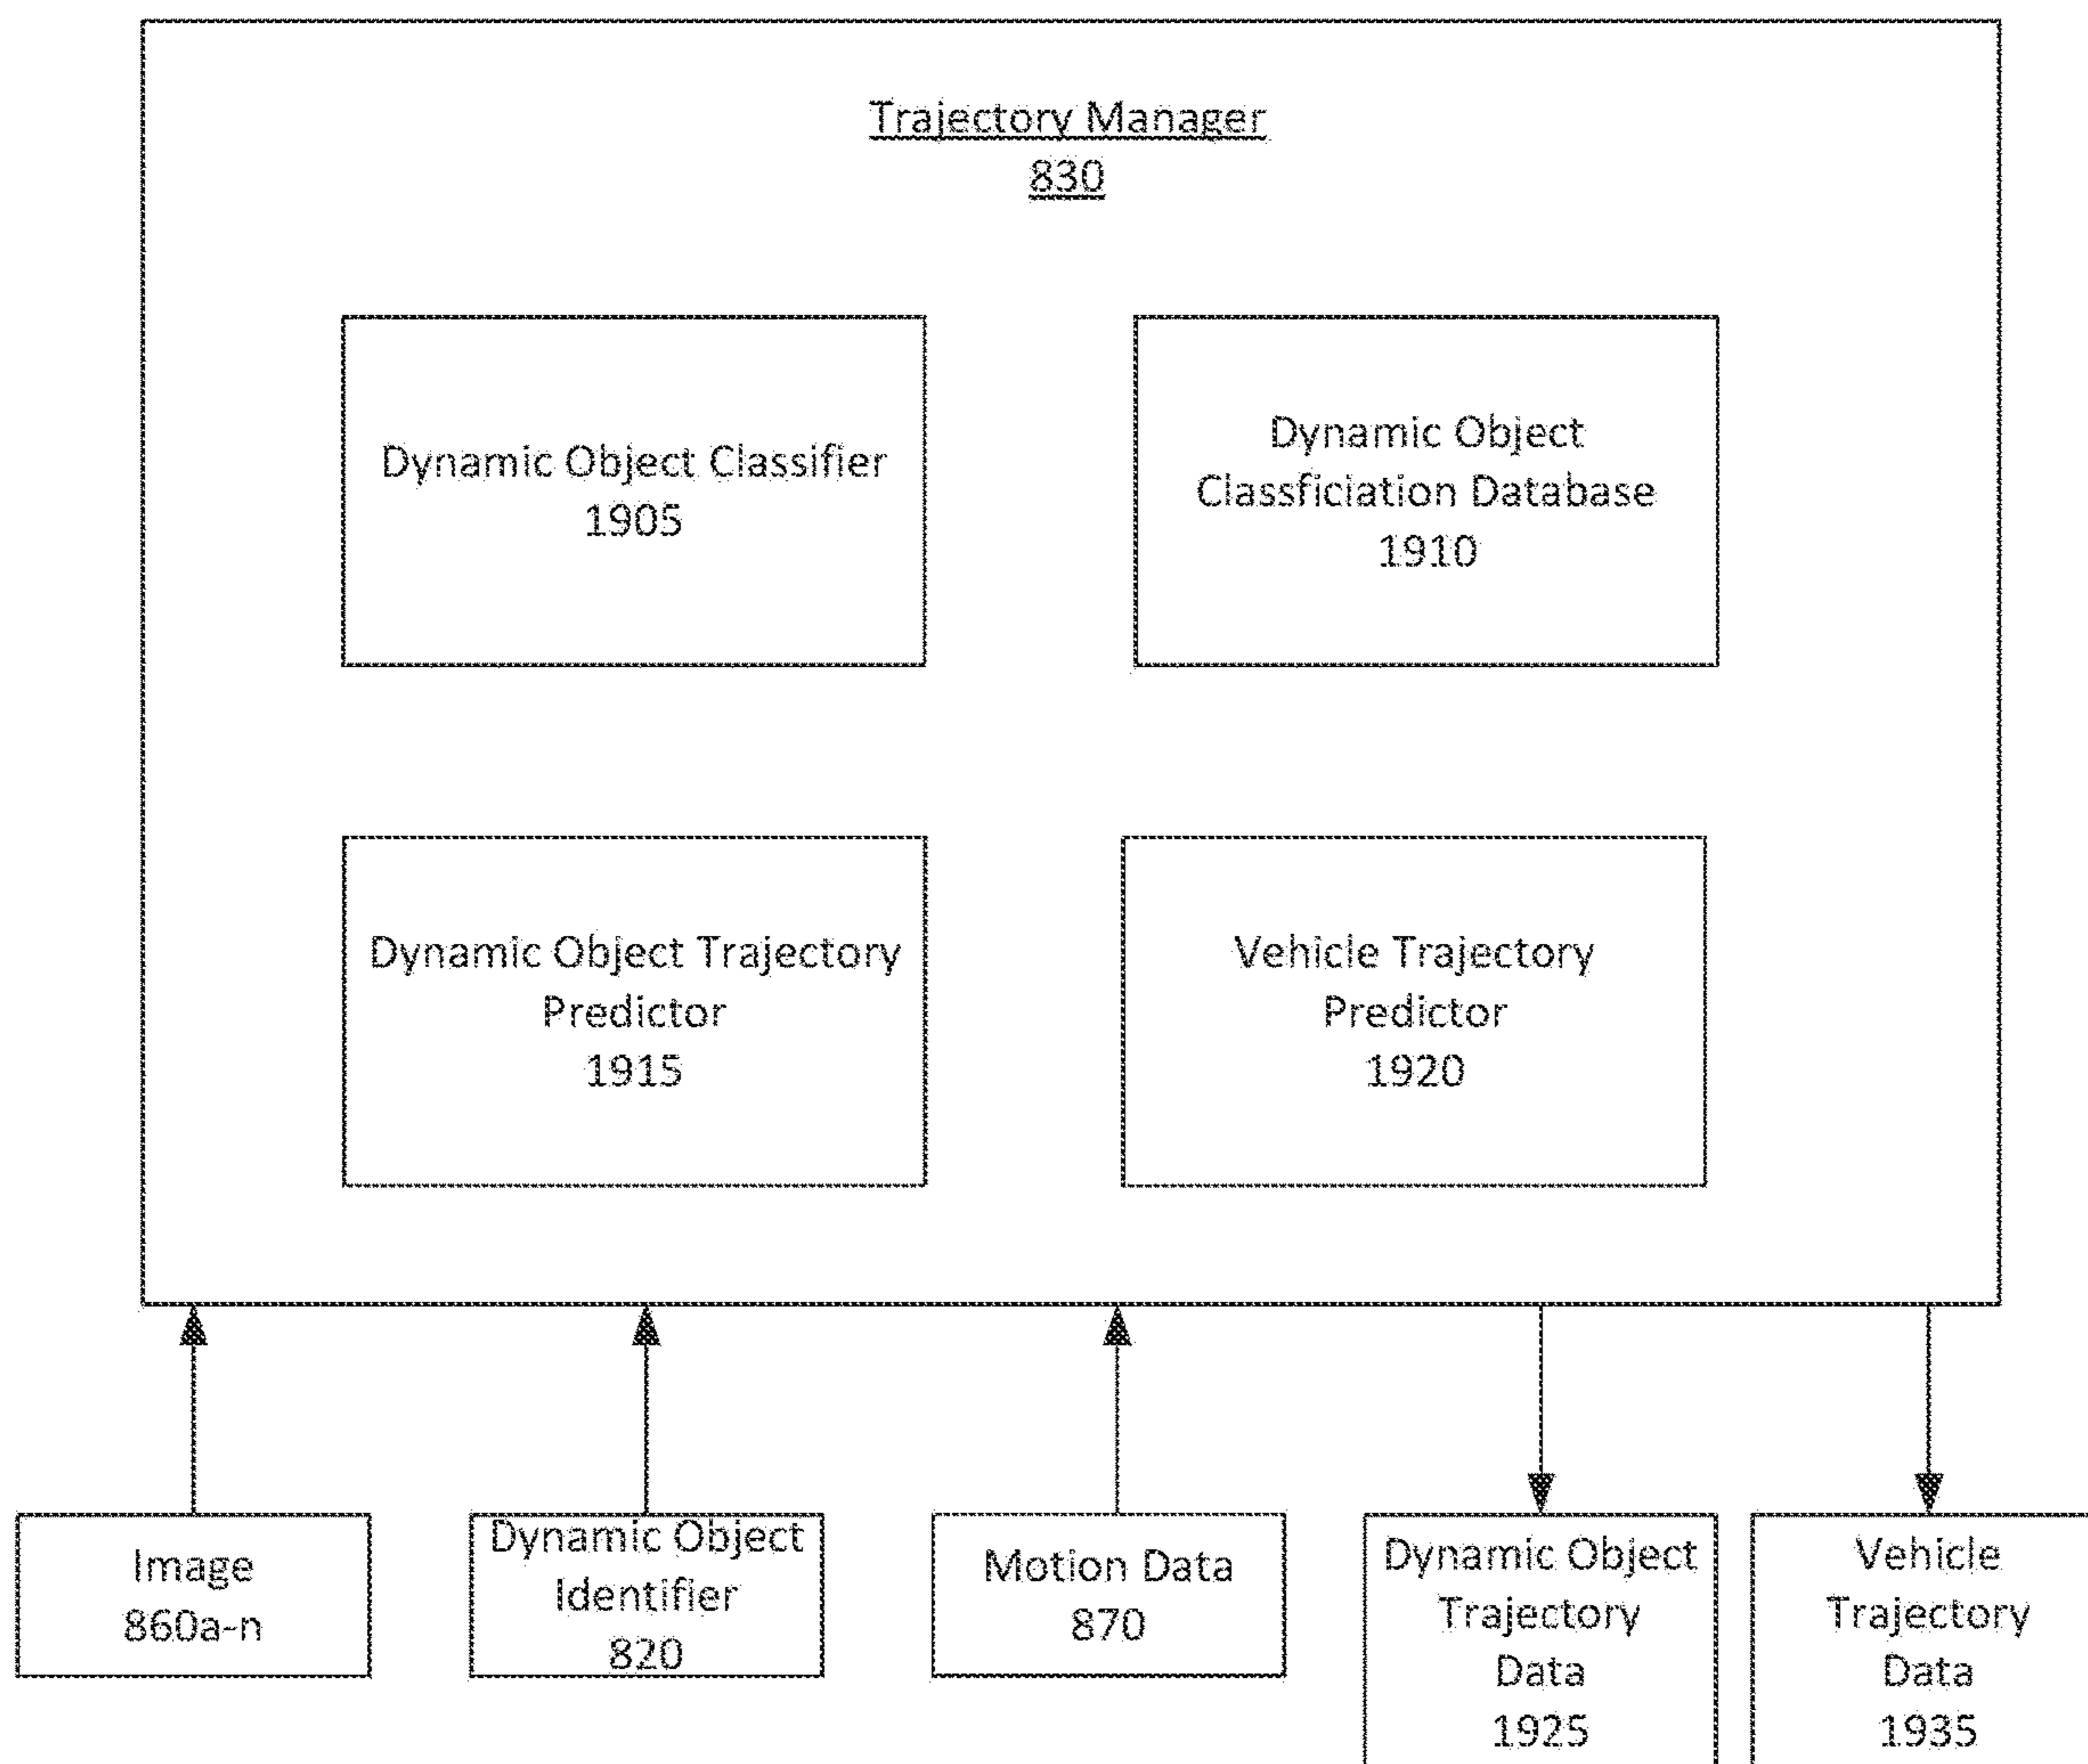 Trajectory Manager
830
Dynamic Object Classifier
1905
Dynamic Object
Classficiation Database
1910
Dynamic Object Trajectory
Predictor
1915
Vehicle Trajectory
Predictor
1920
Image
860a-n
Dynamic Object
Identifier
820
Motion Data
870
Dynamic Object
Trajectory
Data
1925
Vehicle
Trajectory
Data
1935